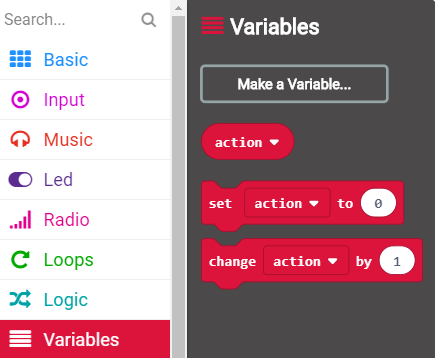 Search...
Basic
Input
Music
Led
Radio
Loops
Logic
Variables
Variables
Make a Variable...
action
set action to 0
change action by 1